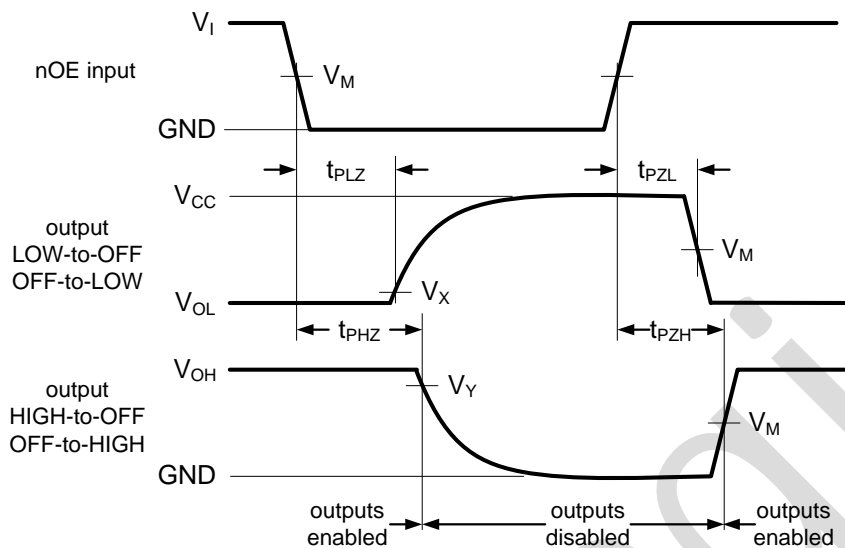 V_I
nOE input
V_M
GND
t_PLZ
t_PZL
V_CC
output
LOW-to-OFF
OFF-to-LOW
V_M
V_X
V_OL
t_PHZ
t_PZH
V_OH
output
HIGH-to-OFF
OFF-to-HIGH
V_Y
V_M
GND
outputs
enabled
outputs
disabled
outputs
enabled